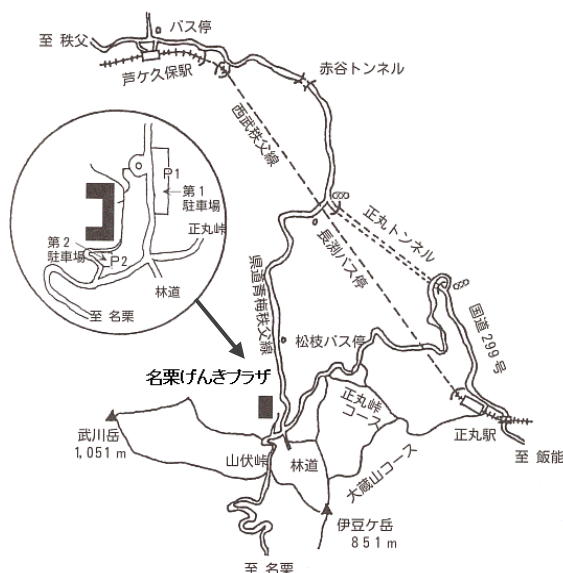 バス停
至 秩父
芦ケ久保駅
赤谷トンネル
西武秩父線
P1
第1
駐車場
正丸峠
第2
駐車場
P2
林道
至 名栗
正丸トンネル
長渕バス停
県道青梅秩父線
国道299号
松枝バス停
名栗げんきプラザ
正丸峠
コース
正丸駅
武川岳
1,051m
山伏峠
林道
大蔵山コース
至 飯能
伊豆ケ岳
851m
至 名栗